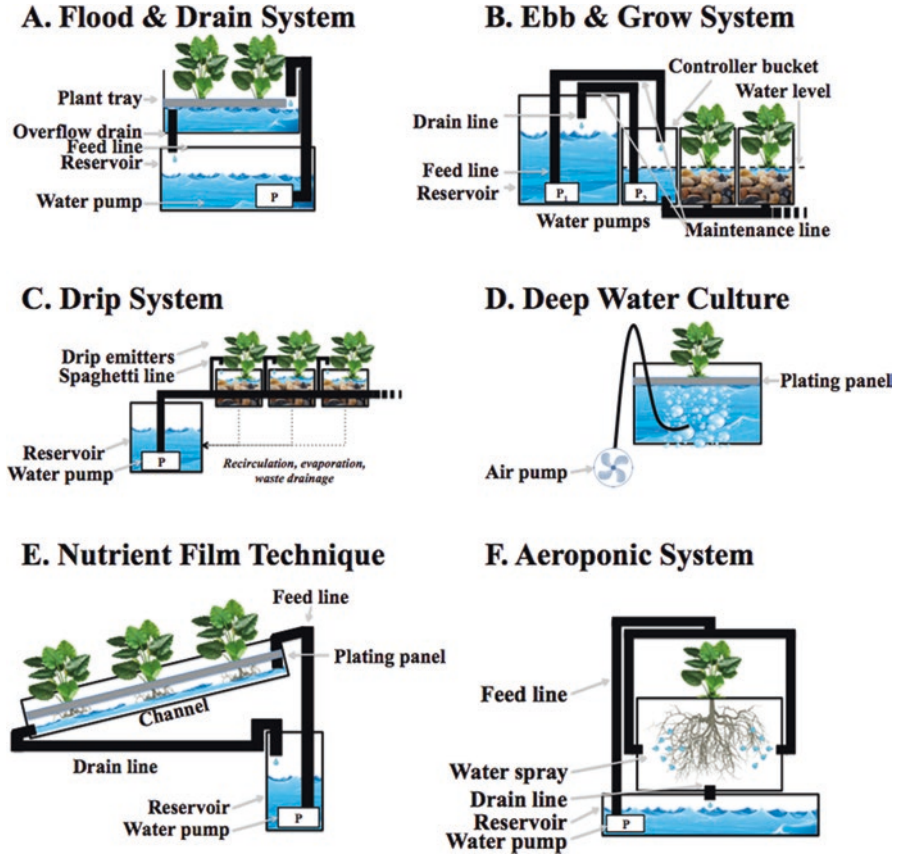 A. Flood & Drain System
Plant tray
Overflow drain
Feed line
Reservoir
Water pump
P
B. Ebb & Grow System
Controller bucket
Water level
Drain line
Feed line
Reservoir
P1
P2
Water pumps
Maintenance line
C. Drip System
Drip emitters
Spaghetti line
Reservoir
Water pump
P
Recirculation, evaporation,
waste drainage
D. Deep Water Culture
Plating panel
Air pump
E. Nutrient Film Technique
Feed line
Plating panel
Channel
Drain line
Reservoir
Water pump
P
F. Aeroponic System
Feed line
Water spray
Drain line
Reservoir
Water pump
P